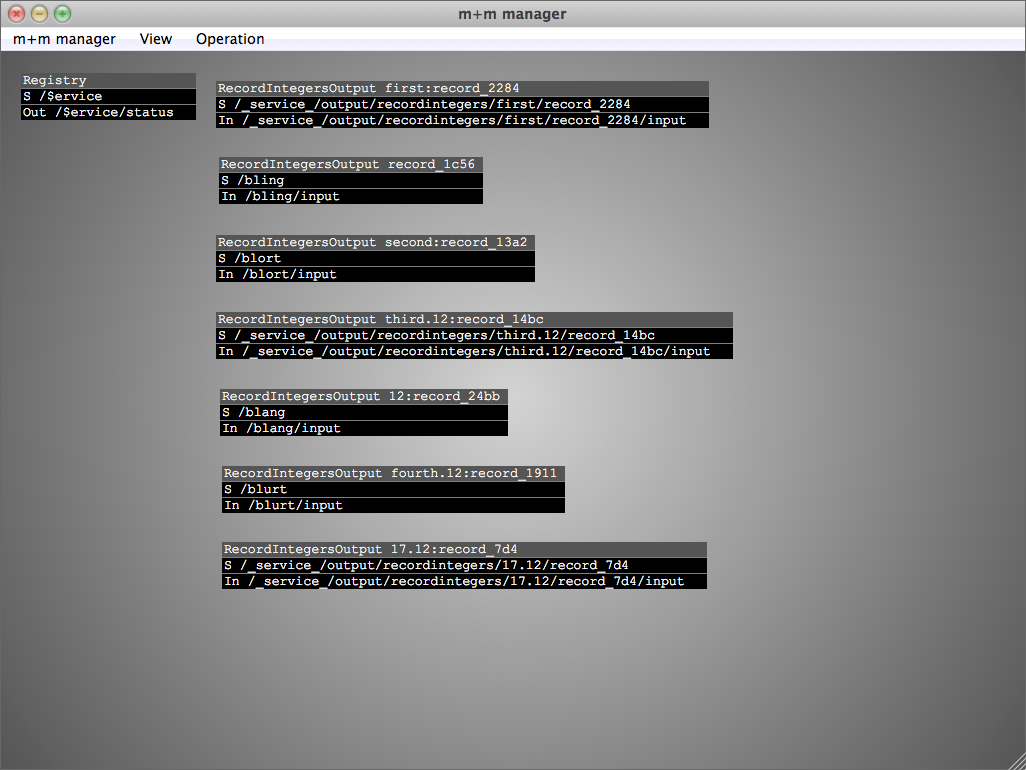 m+m manager
m+m manager View Operation
Registry
S /$ervice
Out /$ervice/status
RecordIntegersOutput first:record_2284
S /_service_/output/recordintegers/first/record_2284
In /_service_/output/recordintegers/first/record_2284/input
RecordIntegersOutput record_1c56
S /bling
In /bling/input
RecordIntegersOutput second:record_13a2
S /blort
In /blort/input
RecordIntegersOutput third.12:record_14bc
S /_service_/output/recordintegers/third.12/record_14bc
In /_service_/output/recordintegers/third.12/record_14bc/input
RecordIntegersOutput 12:record_24bb
S /blang
In /blang/input
RecordIntegersOutput fourth.12:record_1911
S /blurt
In /blurt/input
RecordIntegersOutput 17.12:record_7d4
S /_service_/output/recordintegers/17.12/record_7d4
In /_service_/output/recordintegers/17.12/record_7d4/input